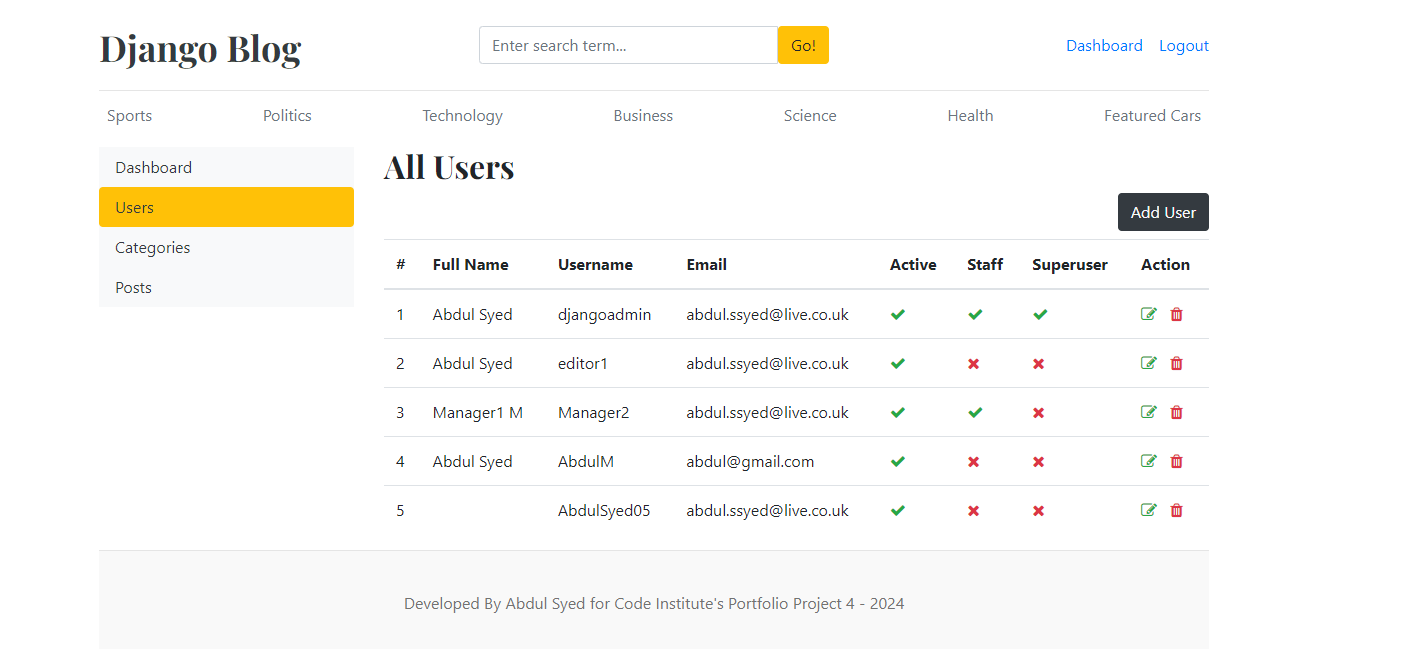 Django Blog
Enter search term...
Go!
Dashboard Logout
Sports Politics Technology Business Science Health Featured Cars
Dashboard
Users
Categories
Posts
All Users
Add User
# Full Name Username Email Active Staff Superuser Action
1 Abdul Syed djangoadmin abdul.ssyed@live.co.uk
2 Abdul Syed editor1 abdul.ssyed@live.co.uk
3 Manager1 M Manager2 abdul.ssyed@live.co.uk
4 Abdul Syed AbdulM abdul@gmail.com
5 AbdulSyed05 abdul.ssyed@live.co.uk
Developed By Abdul Syed for Code Institute's Portfolio Project 4 - 2024